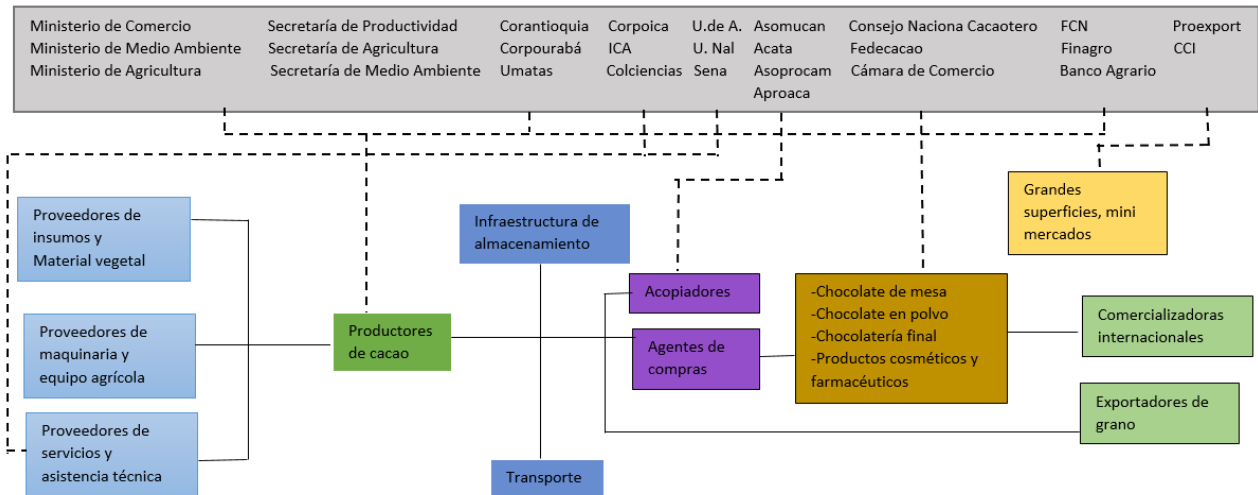 Ministerio de Comercio
Ministerio de Medio Ambiente
Ministerio de Agricultura
Secretaría de Productividad
Secretaría de Agricultura
Secretaría de Medio Ambiente
Corantioquia
Corpourabá
Umatas
Corpoica
ICA
Colciencias
U.de A.
U. Nal
Sena
Asomucan
Acata
Asoprocam
Aproaca
Consejo Naciona Cacaotero
Fedecacao
Cámara de Comercio
FCN
Finagro
Banco Agrario
Proexport
CCI
Proveedores de
insumos y
Material vegetal
Proveedores de
maquinaria y
equipo agrícola
Proveedores de
servicios y
asistencia técnica
Productores
de cacao
Infraestructura de
almacenamiento
Transporte
Acopiadores
Agentes de
compras
-Chocolate de mesa
-Chocolate en polvo
-Chocolatería final
-Productos cosméticos y
farmacéuticos
Grandes
superficies, mini
mercados
Comercializadoras
internacionales
Exportadores de
grano